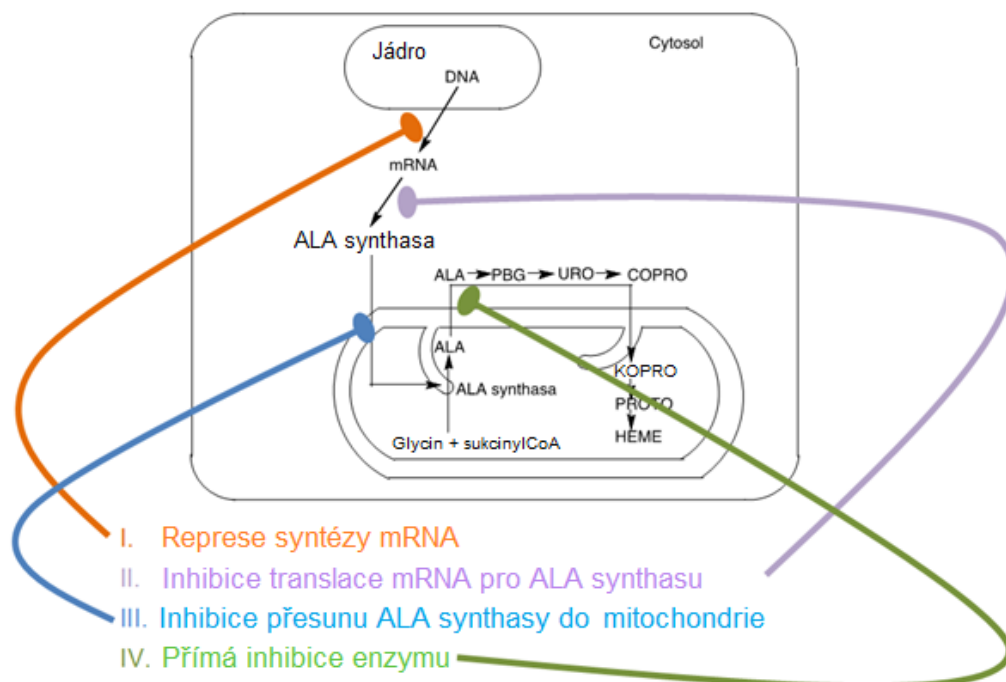 Jádro
Cytosol
DNA
mRNA
ALA synthasa
ALA PBG URO COPRO
ALA
KOPRO
ALA synthasa
PROTO
HEME
Glycin + sukcinylCoA
I. Represe syntézy mRNA
II. Inhibice translace mRNA pro ALA synthasu
III. Inhibice přesunu ALA synthasy do mitochondrie
IV. Přímá inhibice enzymu